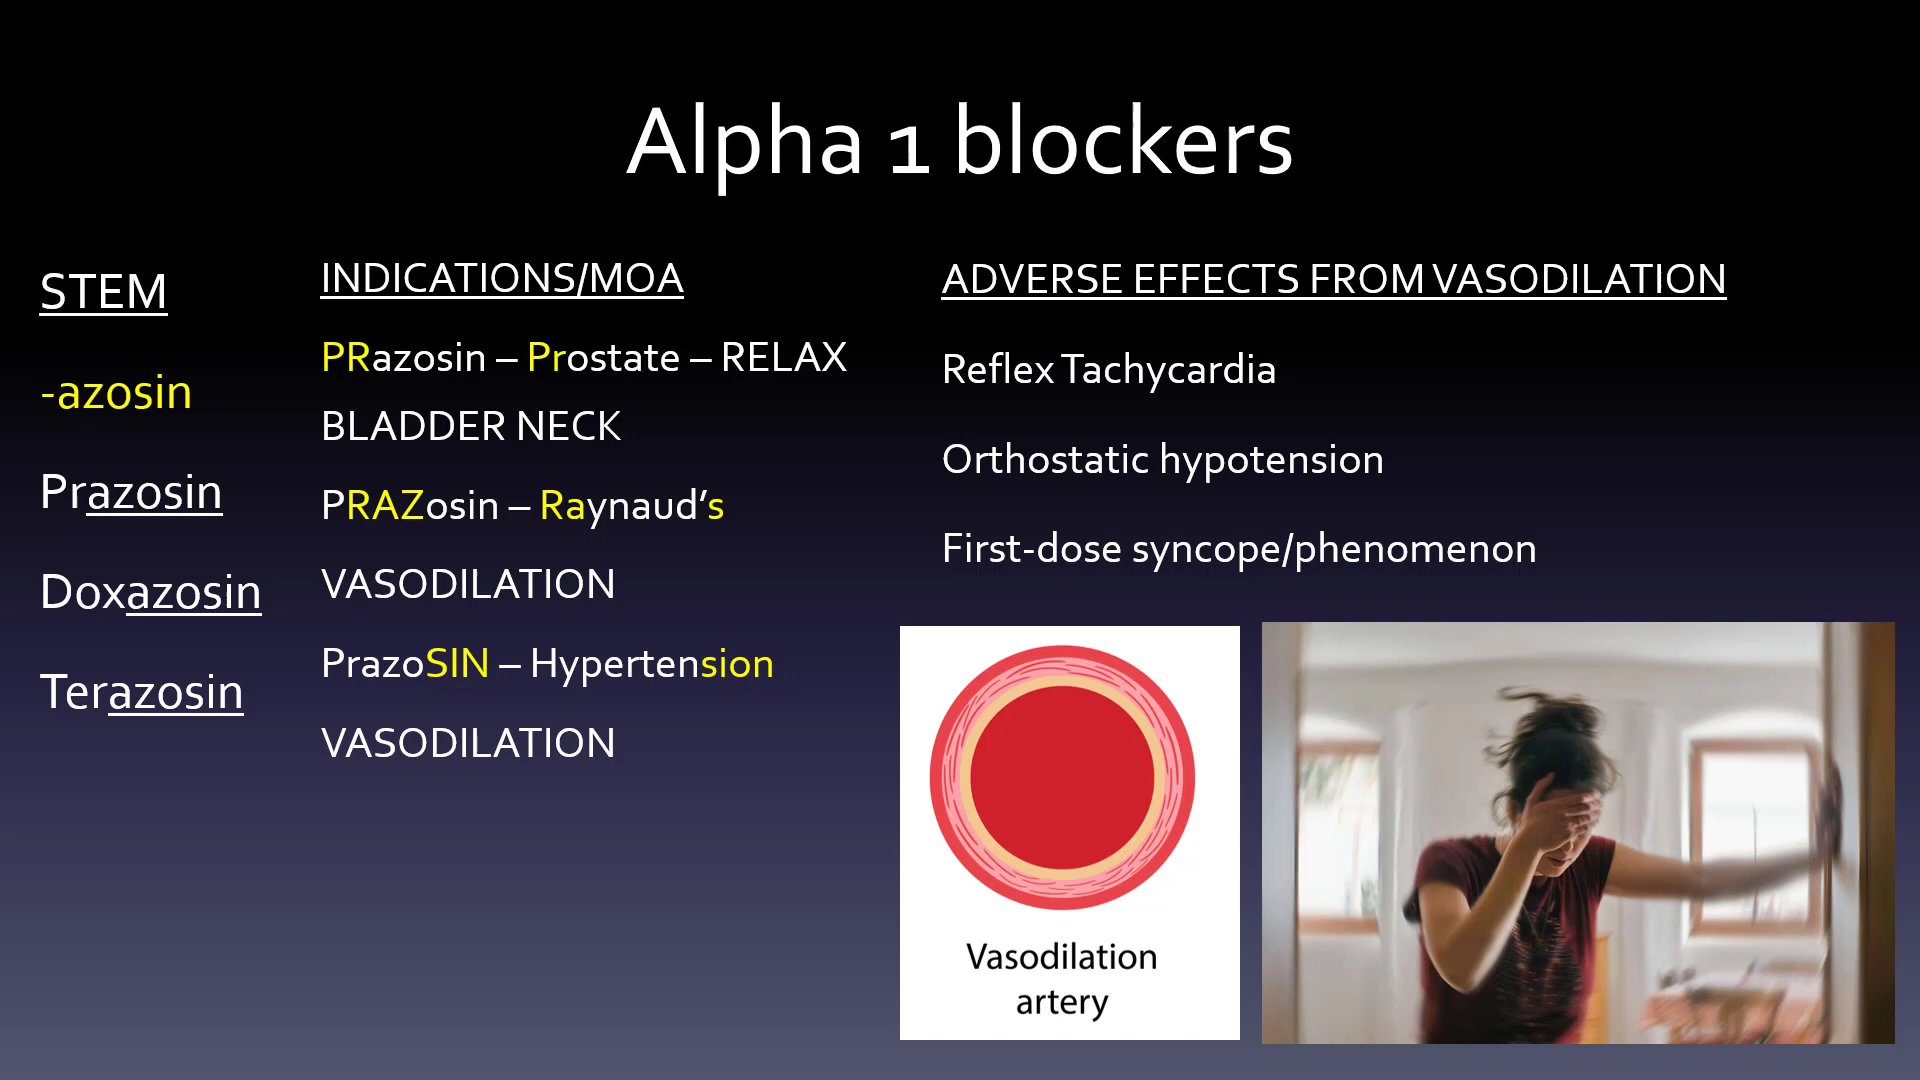 Alpha 1 blockers
STEM
-azosin
Prazosin
Doxazosin
Terazosin
INDICATIONS/MOA
PRazosin – Prostate – RELAX
BLADDER NECK
PRAZosin – Raynaud’s
VASODILATION
PrazoSIN – Hypertension
VASODILATION
ADVERSE EFFECTS FROM VASODILATION
Reflex Tachycardia
Orthostatic hypotension
First-dose syncope/phenomenon
Vasodilation
artery